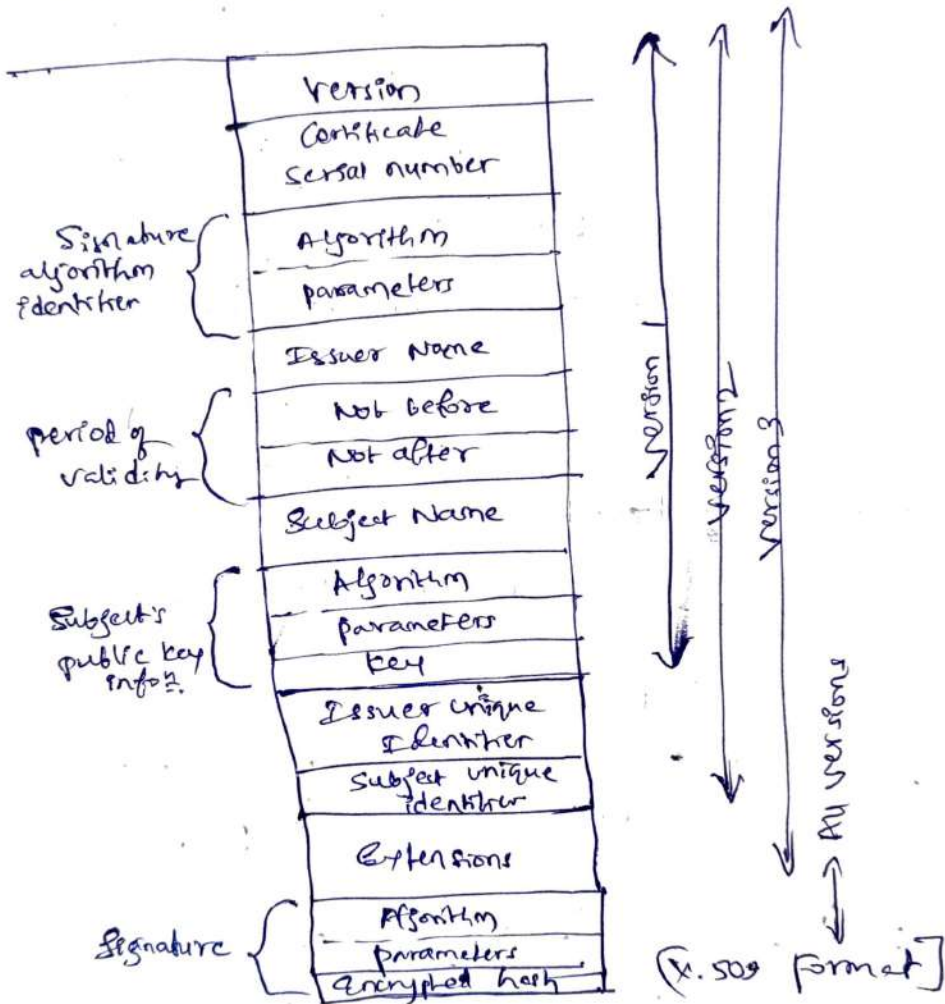 Version
Certificate
Serial number
Signature
algorithm
identifier
Algorithm
parameters
Issuer Name
period of
validity
Not before
Not after
Subject Name
Subject's
public key
infon.
Algorithm
parameters
key
Issuer unique
Identifier
Subject unique
identifier
Extensions
Signature
Algorithm
parameters
Encrypted hash
version 1
version 2
version 3
All versions
[X.509 Format]